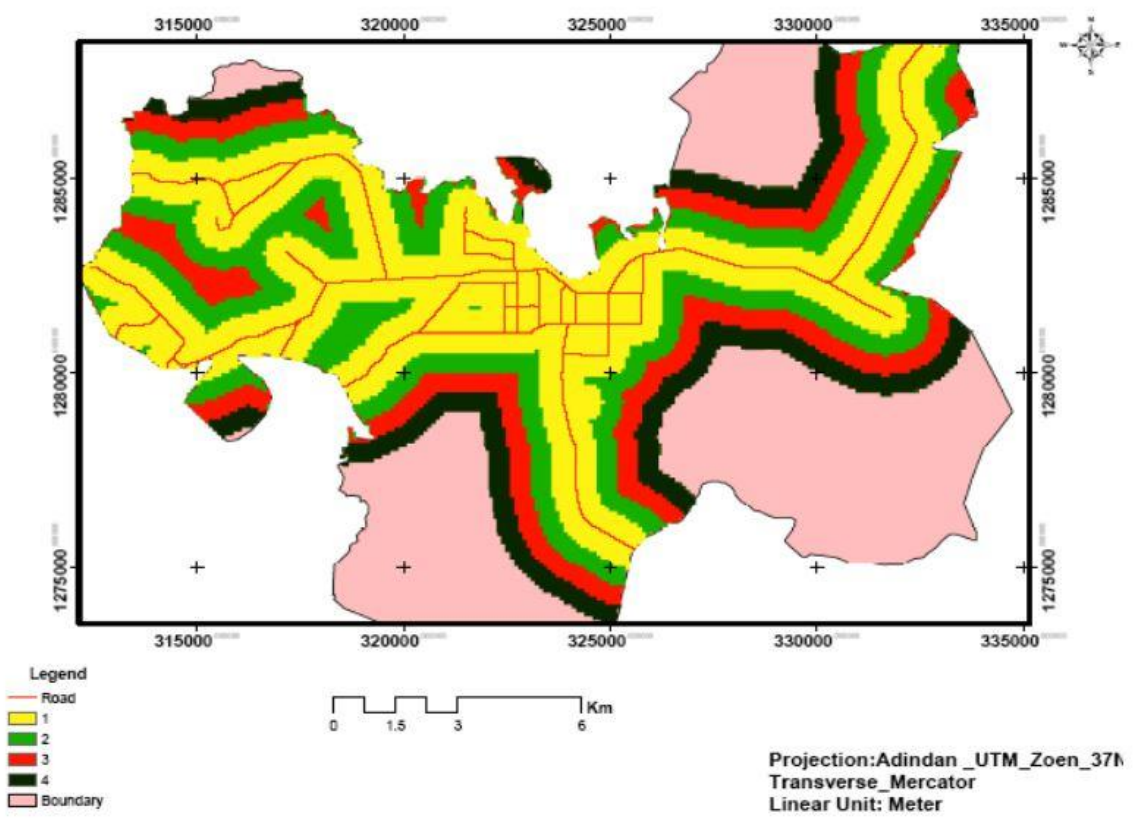 315000 320000 325000 330000 335000
N
W E
S
1285000 1285000
1280000 1280000
1275000 1275000
315000 320000 325000 330000 335000
Legend
Road
1
2
3
4
Boundary
0 1.5 3 6 Km
Projection:Adindan _UTM_Zoen_37N
Transverse_Mercator
Linear Unit: Meter